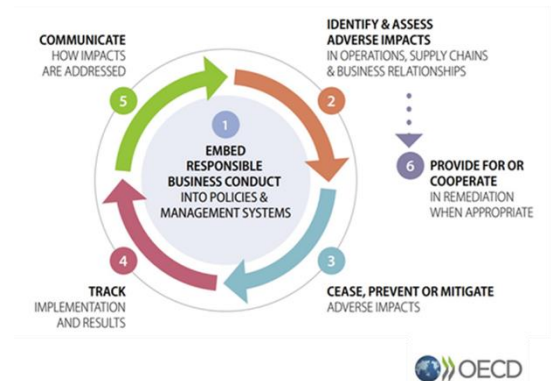 1
EMBED
RESPONSIBLE
BUSINESS CONDUCT
INTO POLICIES &
MANAGEMENT SYSTEMS
2
IDENTIFY & ASSESS
ADVERSE IMPACTS
IN OPERATIONS, SUPPLY CHAINS
& BUSINESS RELATIONSHIPS
3
CEASE, PREVENT OR MITIGATE
ADVERSE IMPACTS
4
TRACK
IMPLEMENTATION
AND RESULTS
5
COMMUNICATE
HOW IMPACTS
ARE ADDRESSED
6
PROVIDE FOR OR
COOPERATE
IN REMEDIATION
WHEN APPROPRIATE
OECD